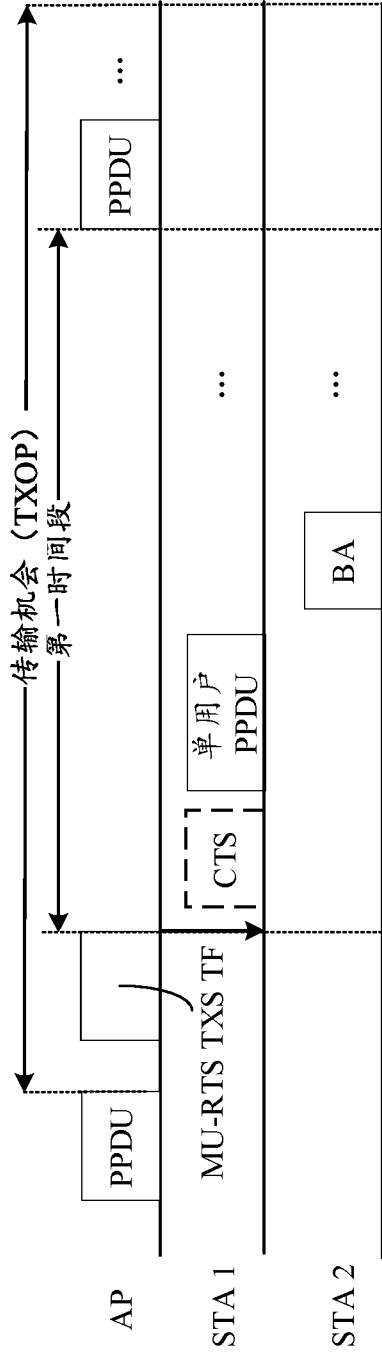 传输机会（TXOP）
第一时间段
AP
PPDU
PPDU
...
MU-RTS TXS TF
STA 1
CTS
单用户
PPDU
...
STA 2
BA
...